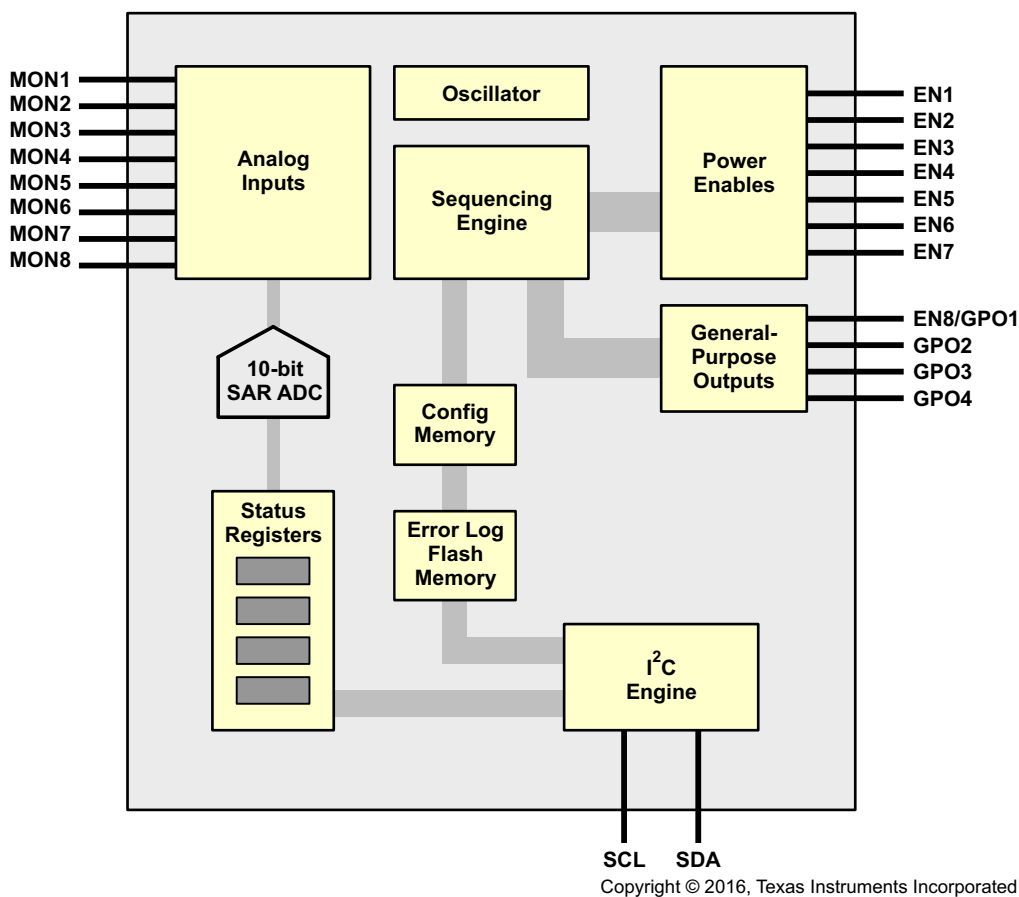 MON1
MON2
MON3
MON4
MON5
MON6
MON7
MON8
Analog
Inputs
Oscillator
Sequencing
Engine
Power
Enables
EN1
EN2
EN3
EN4
EN5
EN6
EN7
General-
Purpose
Outputs
EN8/GPO1
GPO2
GPO3
GPO4
10-bit
SAR ADC
Config
Memory
Status
Registers
Error Log
Flash
Memory
I²C
Engine
SCL
SDA
Copyright © 2016, Texas Instruments Incorporated